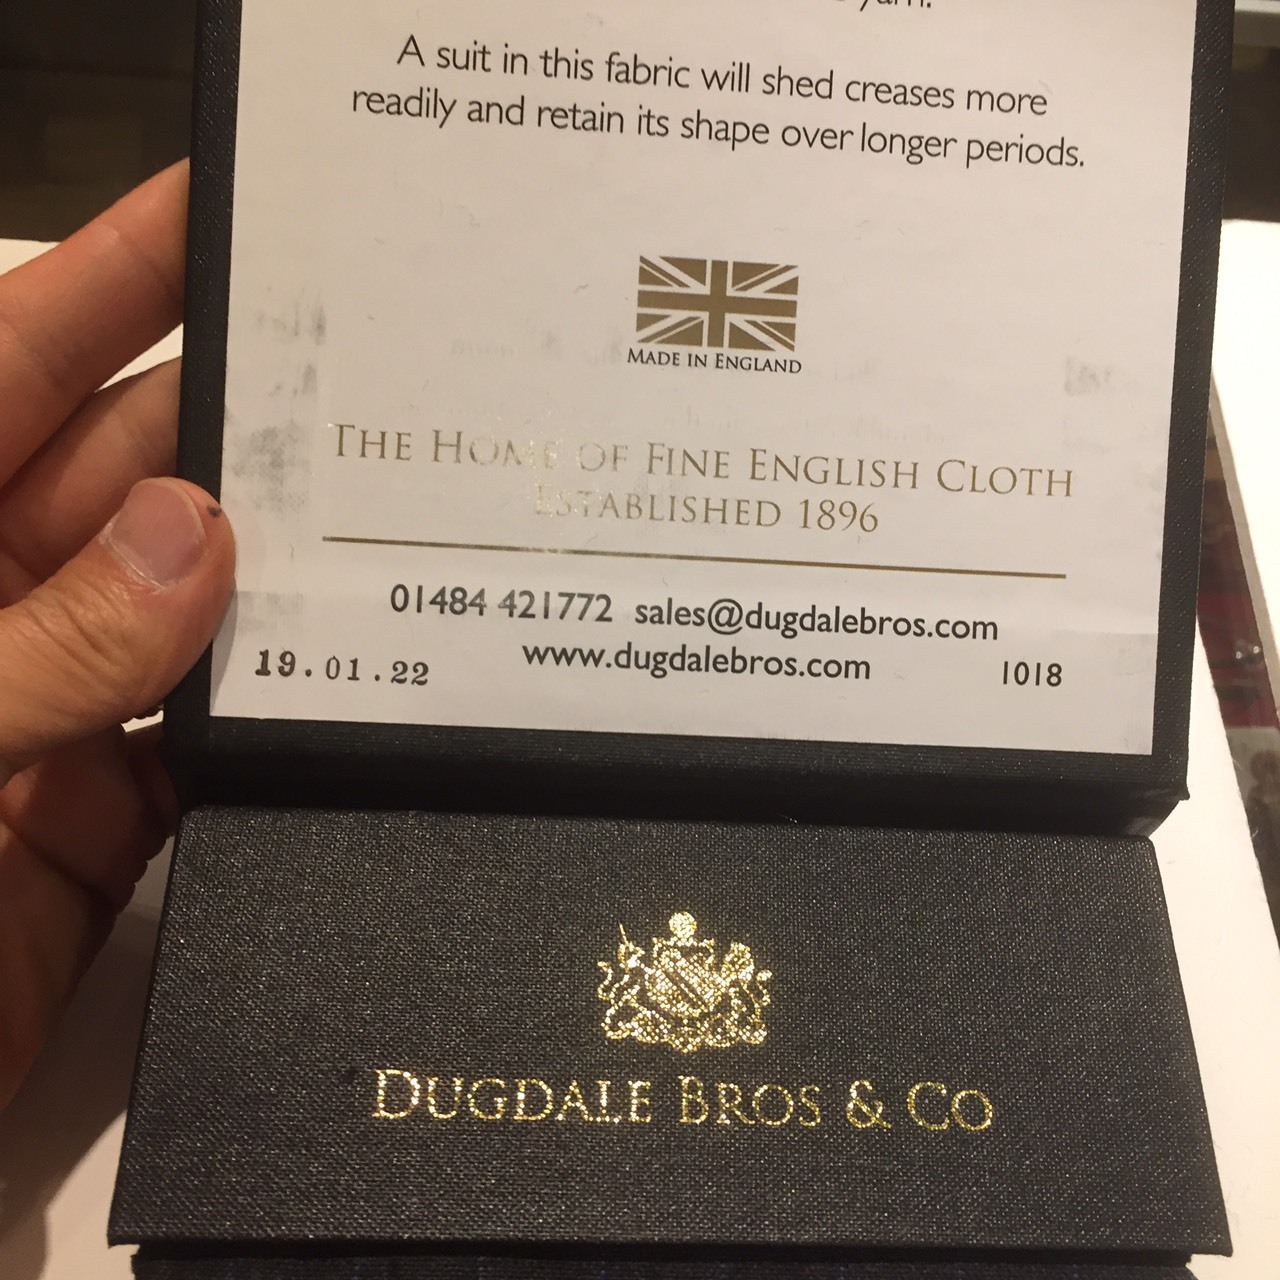 A suit in this fabric will shed creases more
readily and retain its shape over longer periods.
MADE IN ENGLAND
THE HOME OF FINE ENGLISH CLOTH
ESTABLISHED 1896
01484 421772 sales@dugdalebros.com
www.dugdalebros.com
19.01.22
1018
DUGDALE BROS & CO